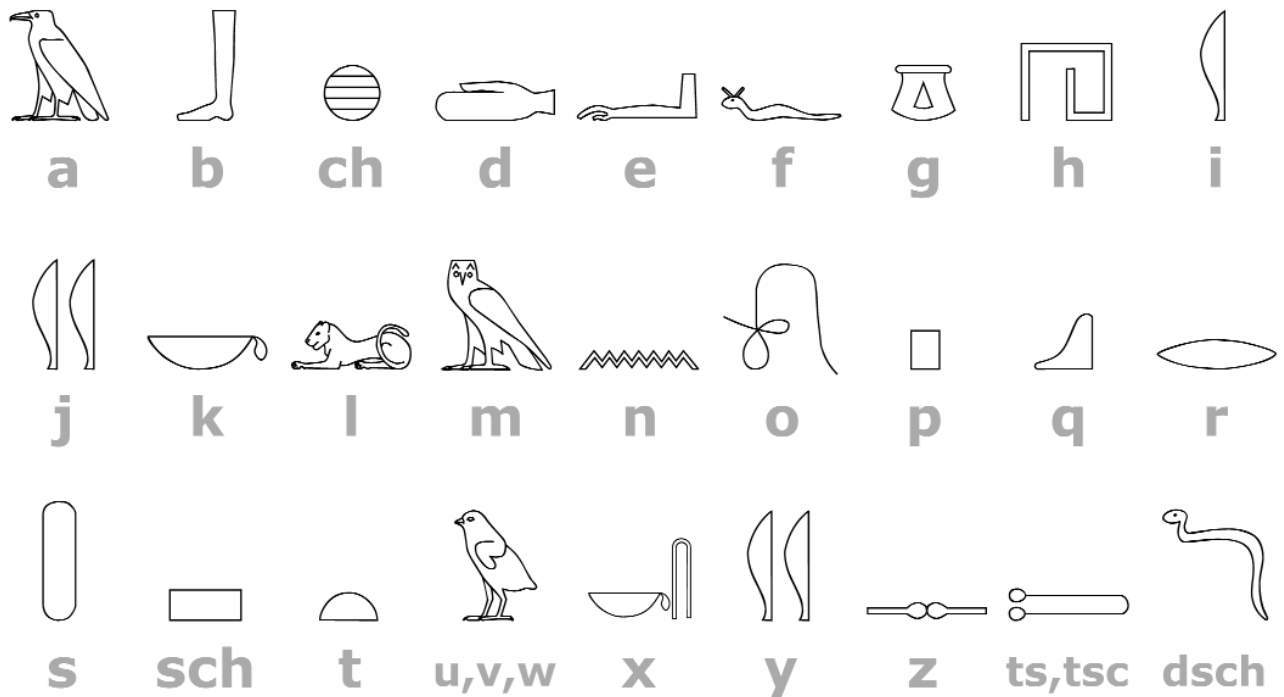 a b ch d e f g h i
j k l m n o p q r
s sch t u,v,w x y z ts,tsc dsch